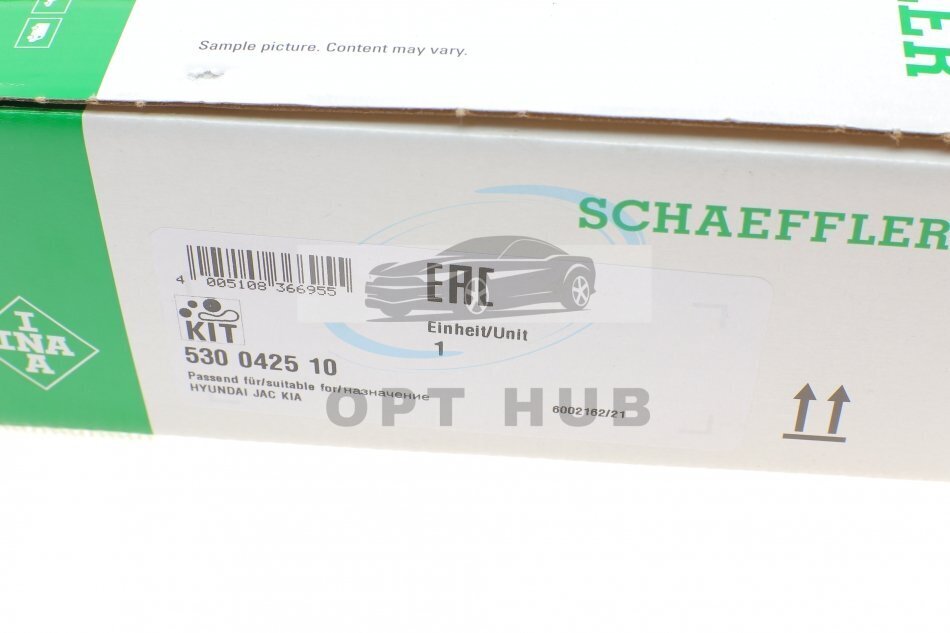 Sample picture. Content may vary.
SCHAEFFLER
4 005108 366955
EAC
KIT
530 0425 10
Einheit/Unit
1
Passend für/suitable for/назначение
HYUNDAI JAC KIA
6002162/21
INA
INA
OPT HUB